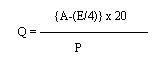 {A-(E/4)} x 20
Q =
P